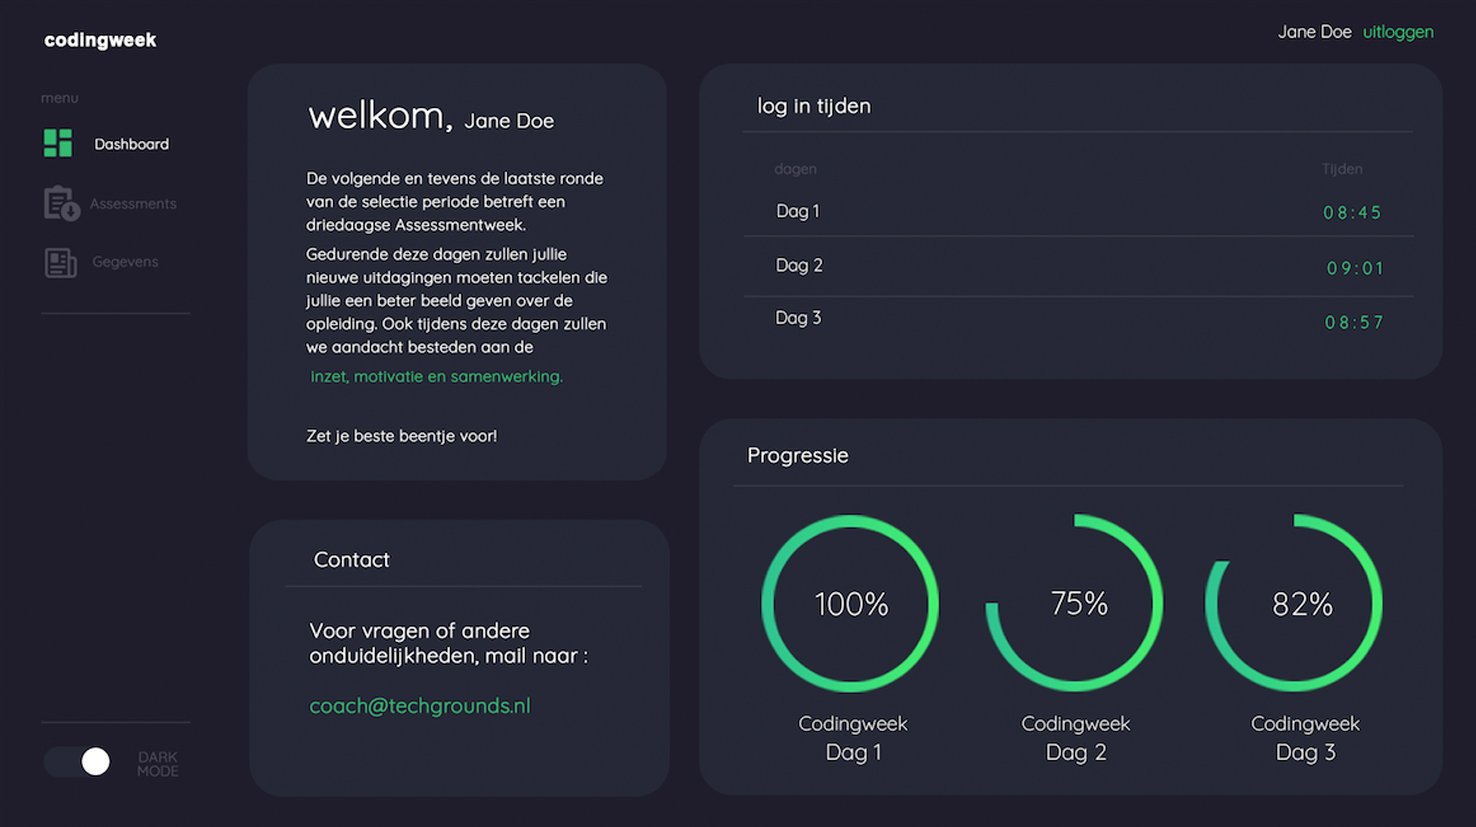 codingweek
Jane Doe uitloggen
menu
Dashboard
Assessments
Gegevens
DARK
MODE
welkom, Jane Doe
De volgende en tevens de laatste ronde
van de selectie periode betreft een
driedaagse Assessmentweek.
Gedurende deze dagen zullen jullie
nieuwe uitdagingen moeten tackelen die
jullie een beter beeld geven over de
opleiding. Ook tijdens deze dagen zullen
we aandacht besteden aan de
inzet, motivatie en samenwerking.
Zet je beste beentje voor!
Contact
Voor vragen of andere
onduidelijkheden, mail naar :
coach@techgrounds.nl
log in tijden
dagen Tijden
Dag 1 08:45
Dag 2 09:01
Dag 3 08:57
Progressie
100% 75% 82%
Codingweek Codingweek Codingweek
Dag 1 Dag 2 Dag 3